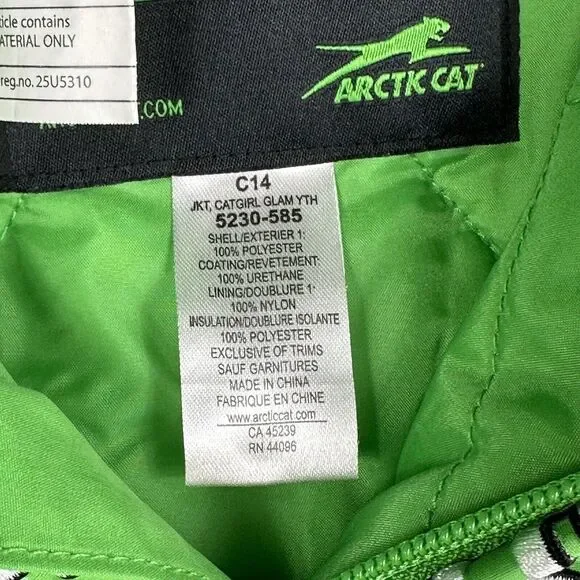 ticle contains
MATERIAL ONLY
reg.no. 25U5310
.COM
ARCTIC CAT
C14
JKT, CATGIRL GLAM YTH
5230-585
SHELL/EXTERIER 1:
100% POLYESTER
COATING/REVETEMENT:
100% URETHANE
LINING/DOUBLURE 1:
100% NYLON
INSULATION/DOUBLURE ISOLANTE
100% POLYESTER
EXCLUSIVE OF TRIMS
SAUF GARNITURES
MADE IN CHINA
FABRIQUE EN CHINE
www.arcticcat.com
CA 45239
RN 44096